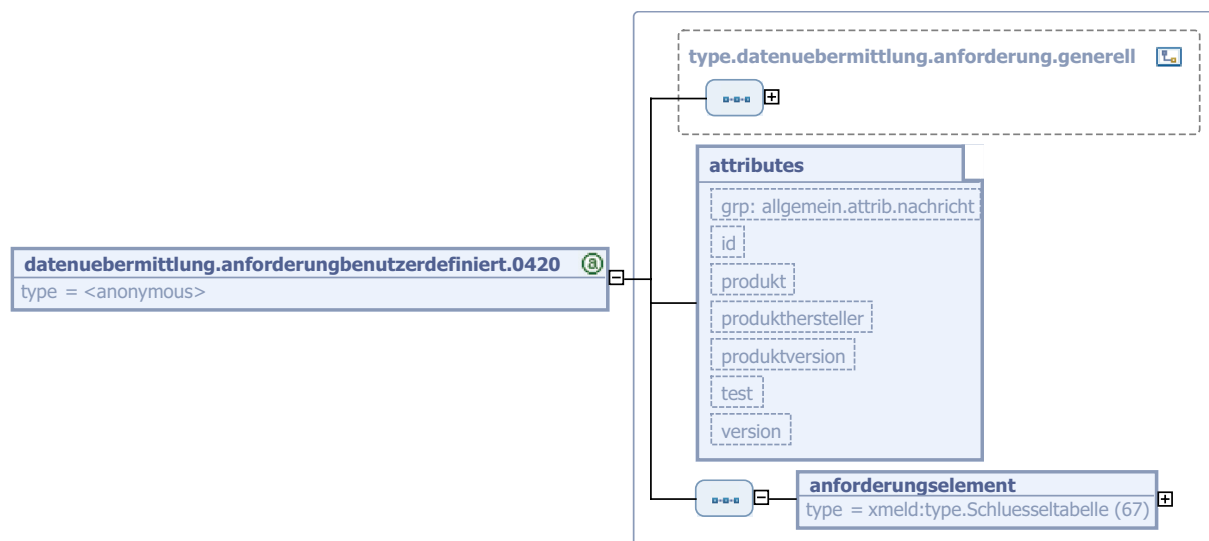 type.datenuebermittlung.anforderung.generell
attributes
grp: allgemein.attrib.nachricht
id
produkt
produkthersteller
produktversion
test
version
datenuebermittlung.anforderungbenutzerdefiniert.0420 @
type = <anonymous>
anforderungselement
type = xmeld:type.Schluesseltabelle (67)